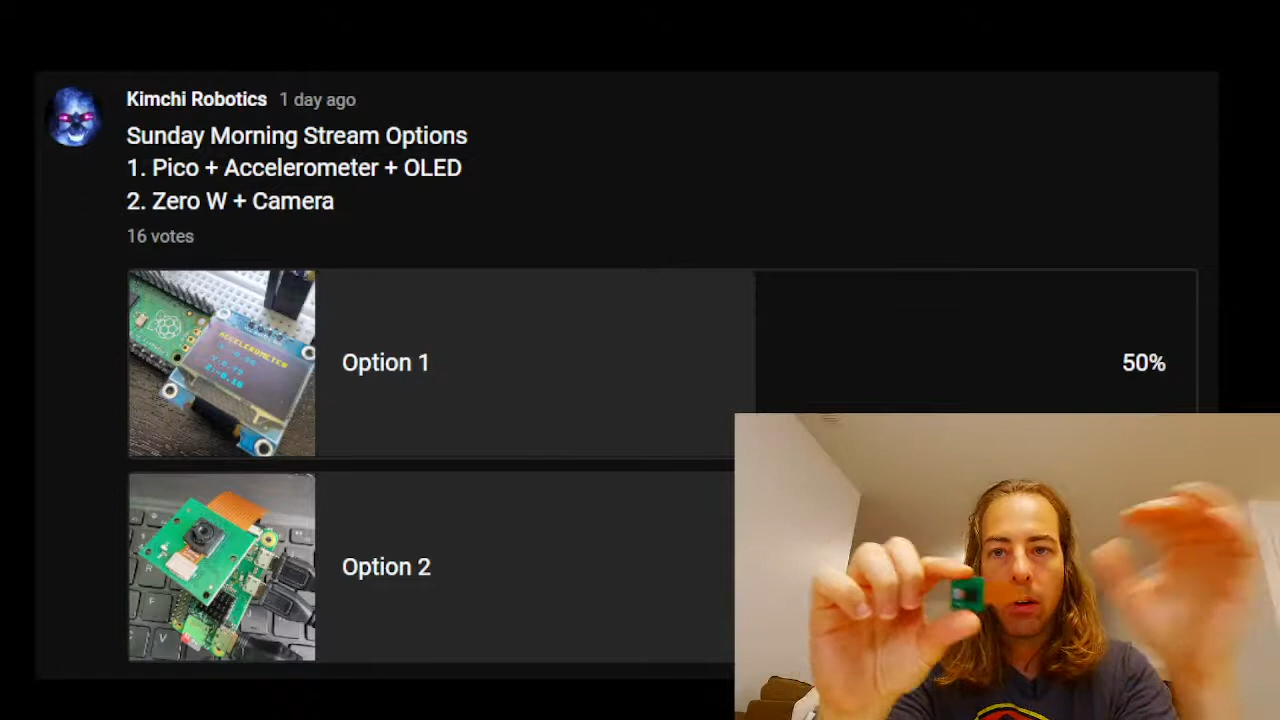 Kimchi Robotics 1 day ago
Sunday Morning Stream Options
1. Pico + Accelerometer + OLED
2. Zero W + Camera
16 votes
ACCELEROMETER
Option 1
50%
Option 2